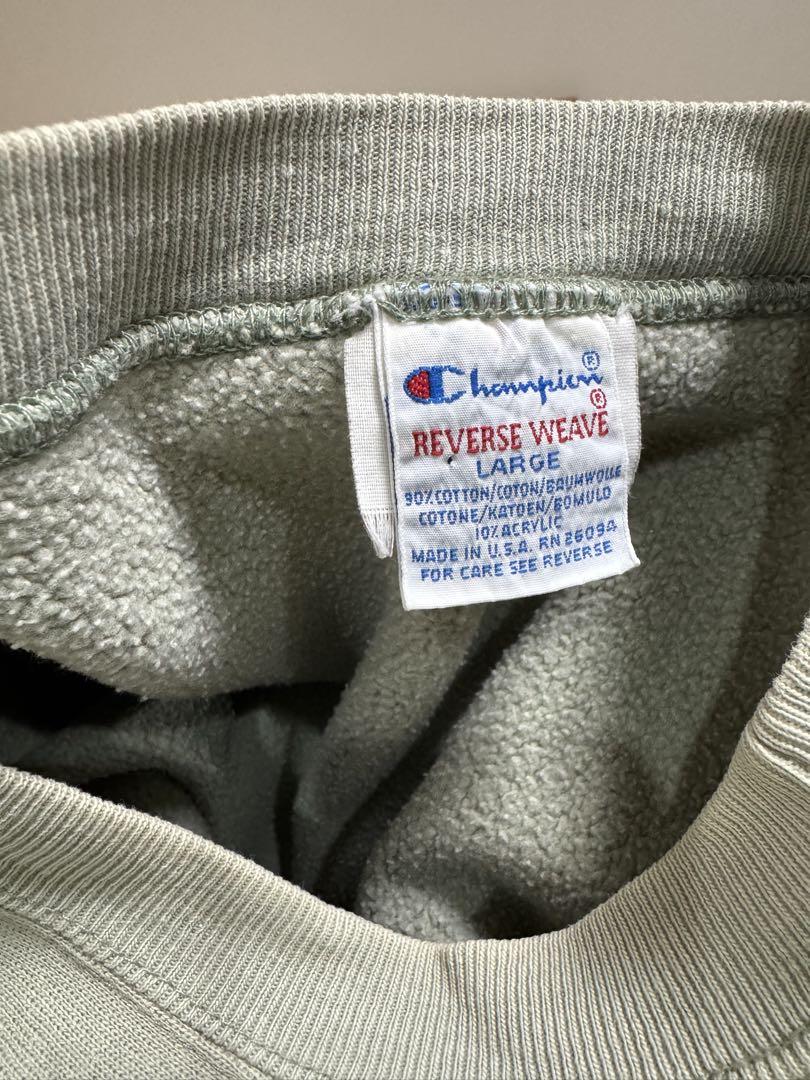 Champion®
REVERSE WEAVE®
LARGE
90%COTTON/COTON/BAUMWOLLE
COTONE/KATOEN/BOMULD
10% ACRYLIC
MADE IN U.S.A. RN 26094
FOR CARE SEE REVERSE